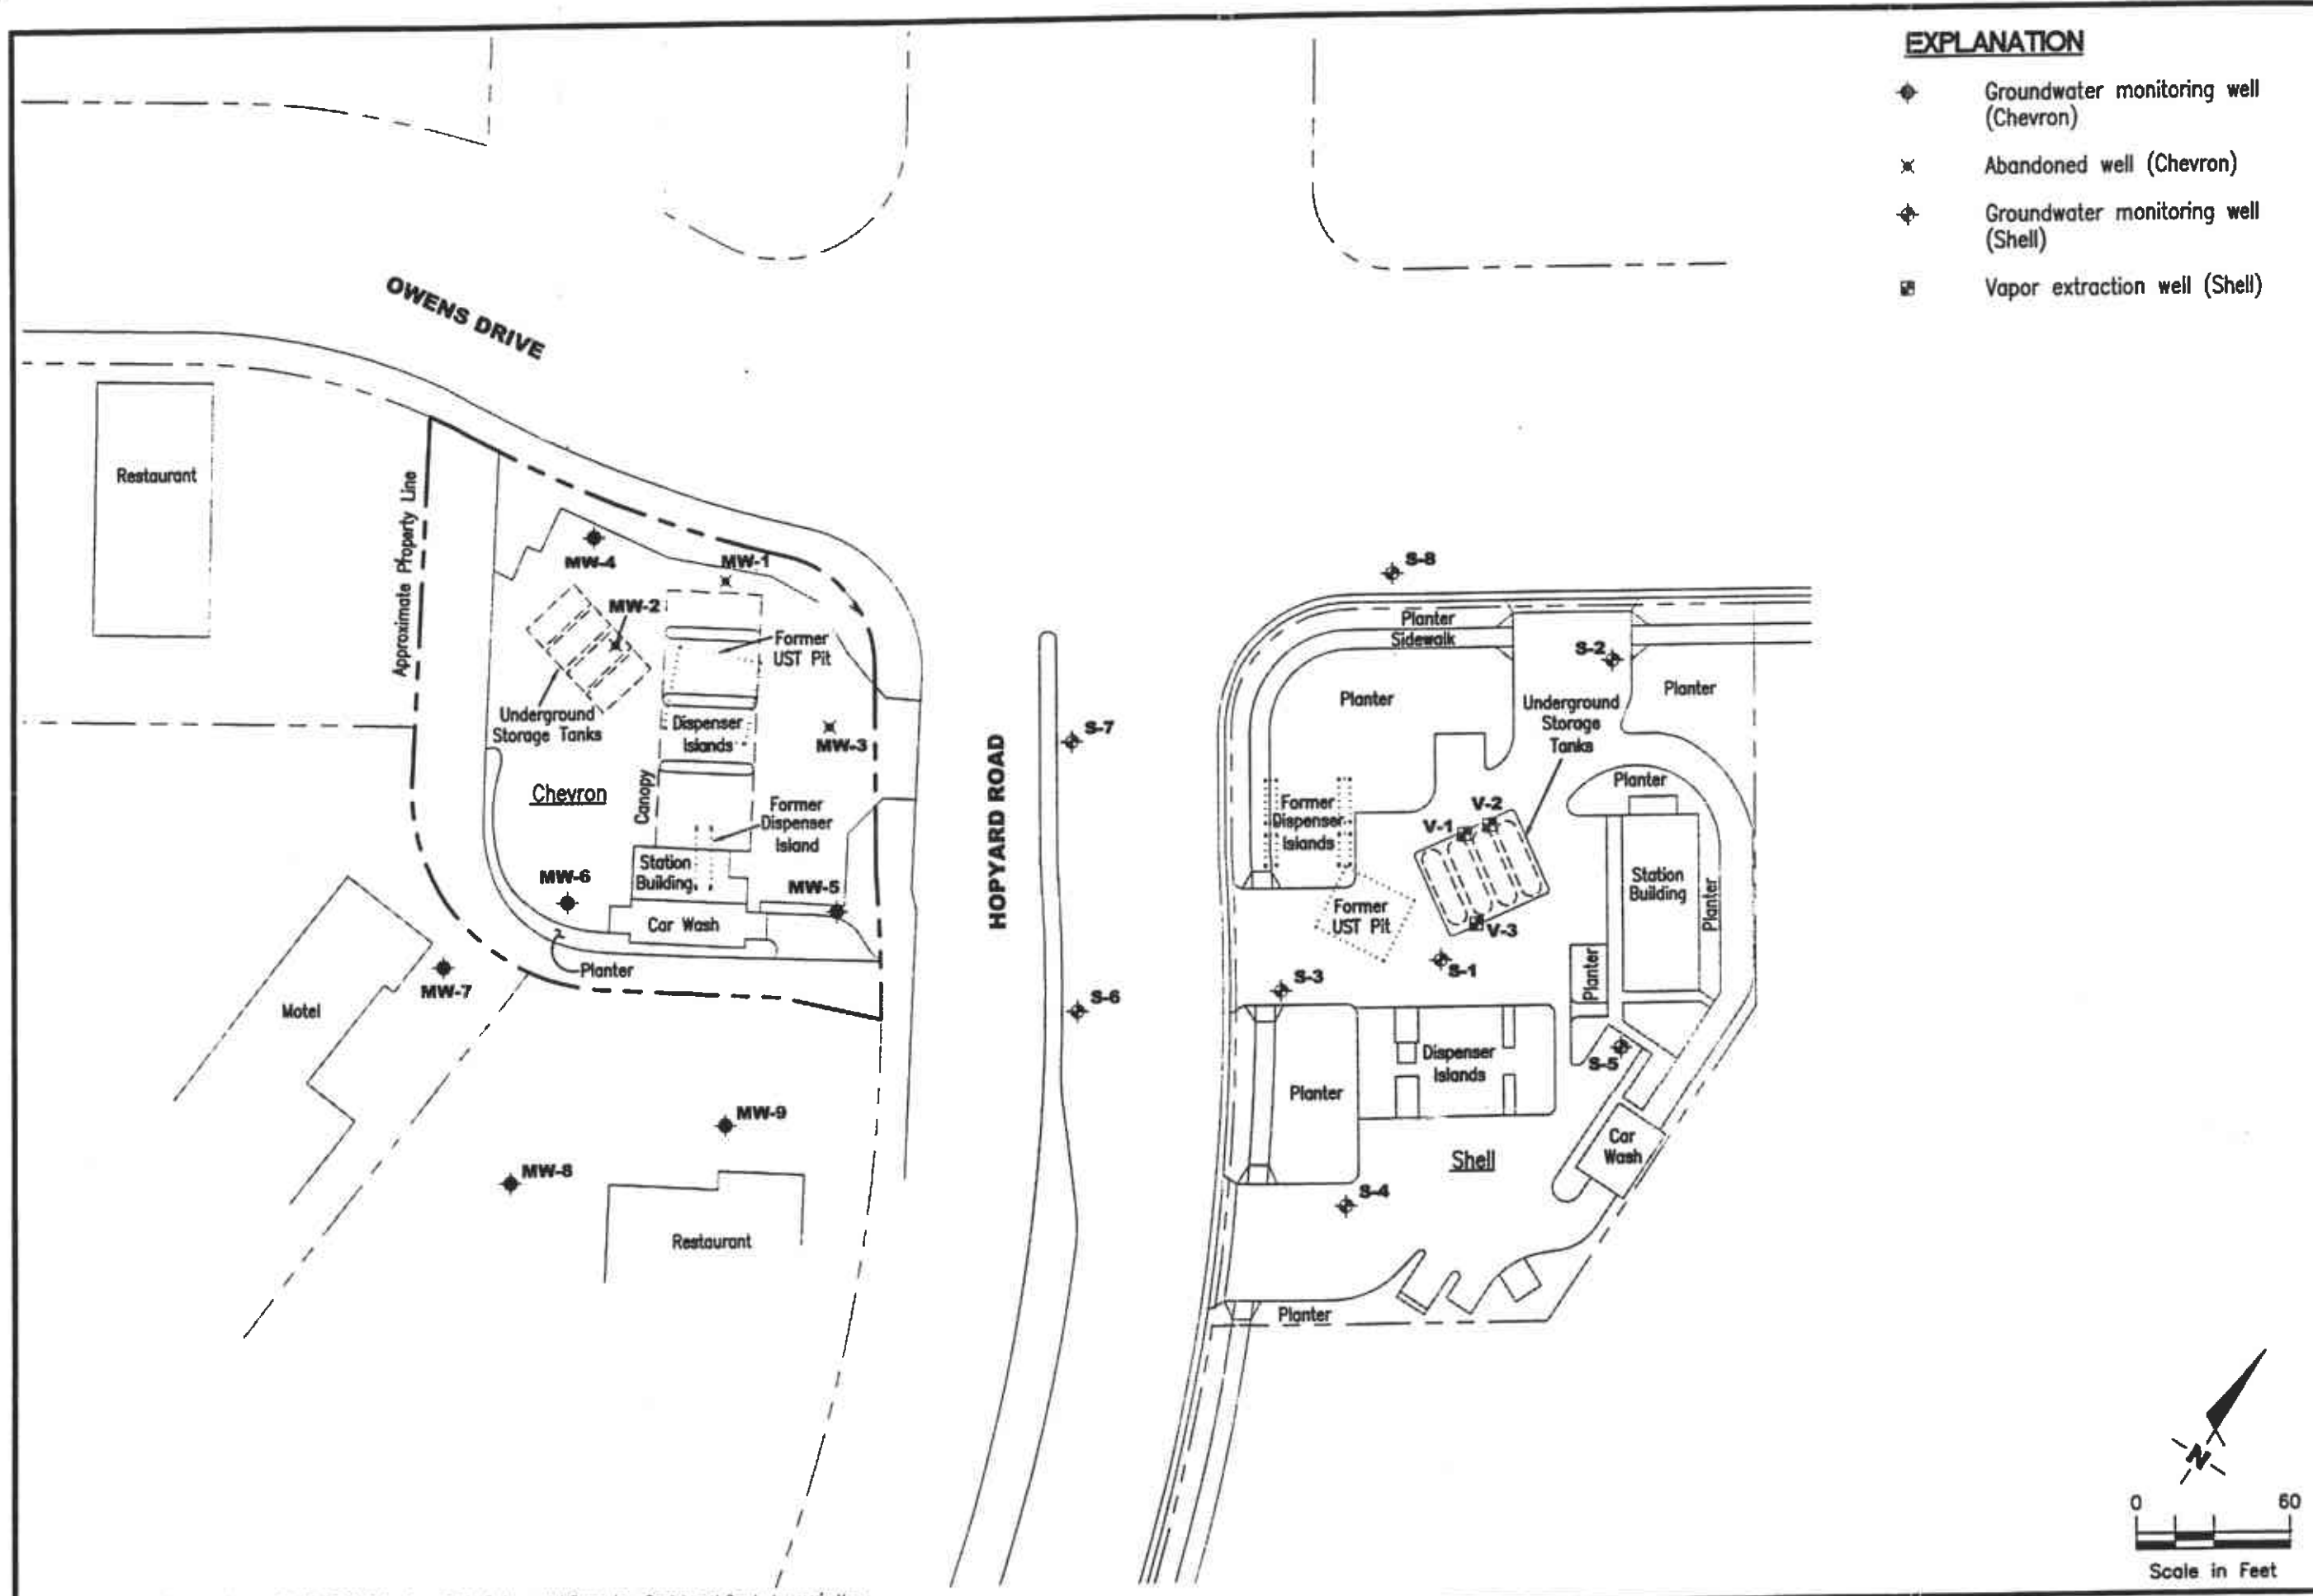 EXPLANATION
Groundwater monitoring well
(Chevron)
Abandoned well (Chevron)
Groundwater monitoring well
(Shell)
Vapor extraction well (Shell)
OWENS DRIVE
Restaurant
Approximate Property Line
MW-4
MW-1
MW-2
Former
UST Pit
Underground
Storage Tanks
Dispenser
Islands
MW-3
Chevron
Canopy
Former
Dispenser
Island
Station
Building
MW-6
MW-5
Car Wash
Planter
MW-7
Motel
MW-9
MW-8
Restaurant
HOPYARD ROAD
S-7
S-6
S-8
Planter
Sidewalk
S-2
Planter
Planter
Underground
Storage
Tanks
Planter
Former
Dispenser
Islands
V-2
V-1
Station
Building
Planter
Former
UST Pit
V-3
S-1
S-3
Planter
Dispenser
Islands
S-5
Planter
Car
Wash
Shell
S-4
Planter
N
0 60
Scale in Feet